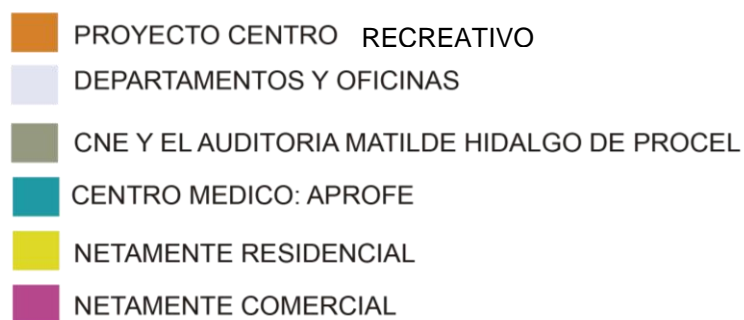 PROYECTO CENTRO RECREATIVO
DEPARTAMENTOS Y OFICINAS
CNE Y EL AUDITORIA MATILDE HIDALGO DE PROCEL
CENTRO MEDICO: APROFE
NETAMENTE RESIDENCIAL
NETAMENTE COMERCIAL